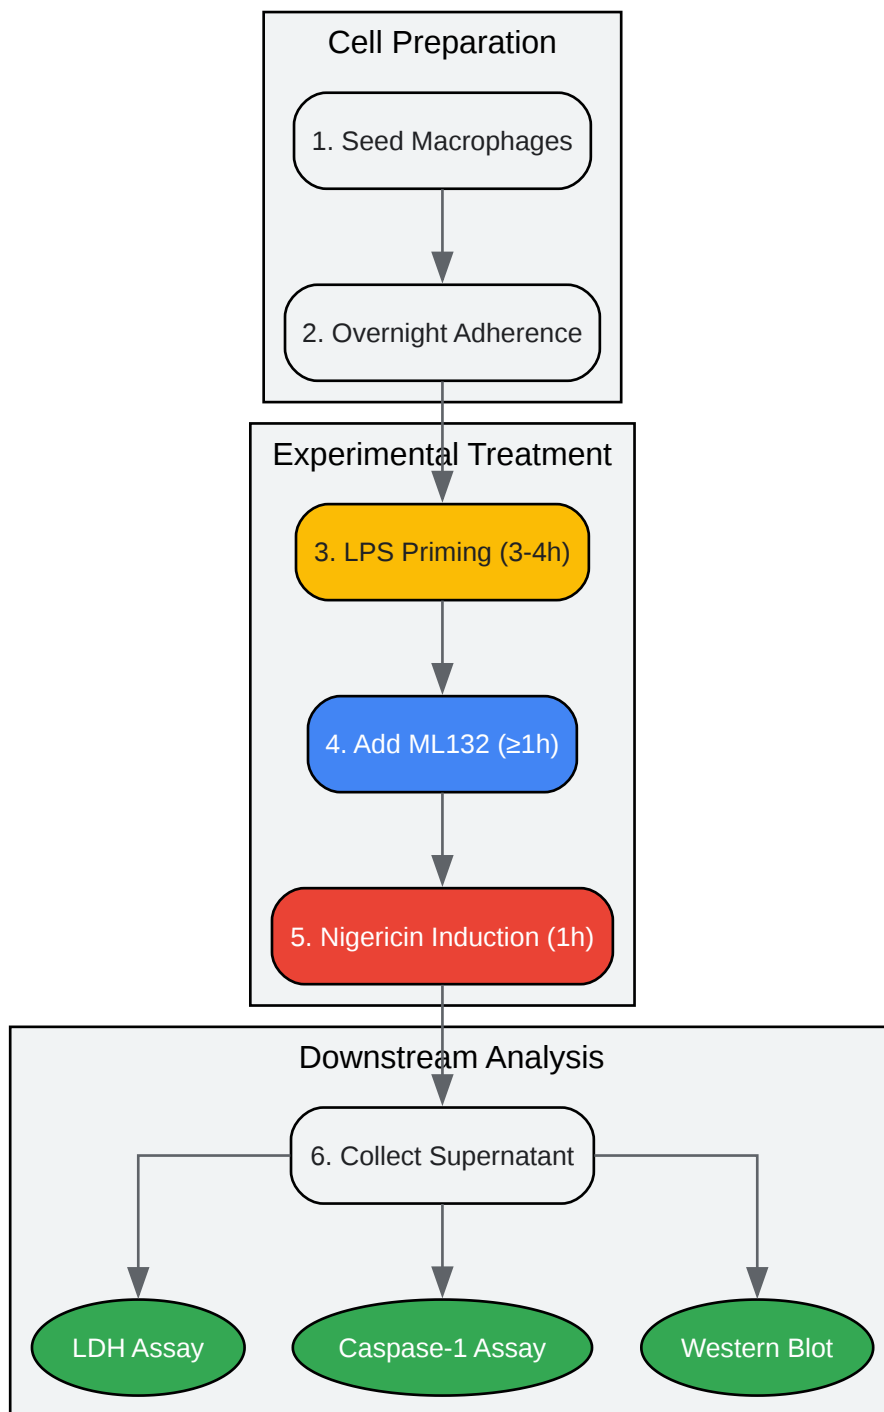 Cell Preparation
1. Seed Macrophages
2. Overnight Adherence
Experimental Treatment
3. LPS Priming (3-4h)
4. Add ML132 (≥1h)
5. Nigericin Induction (1h)
Downstream Analysis
6. Collect Supernatant
LDH Assay
Caspase-1 Assay
Western Blot